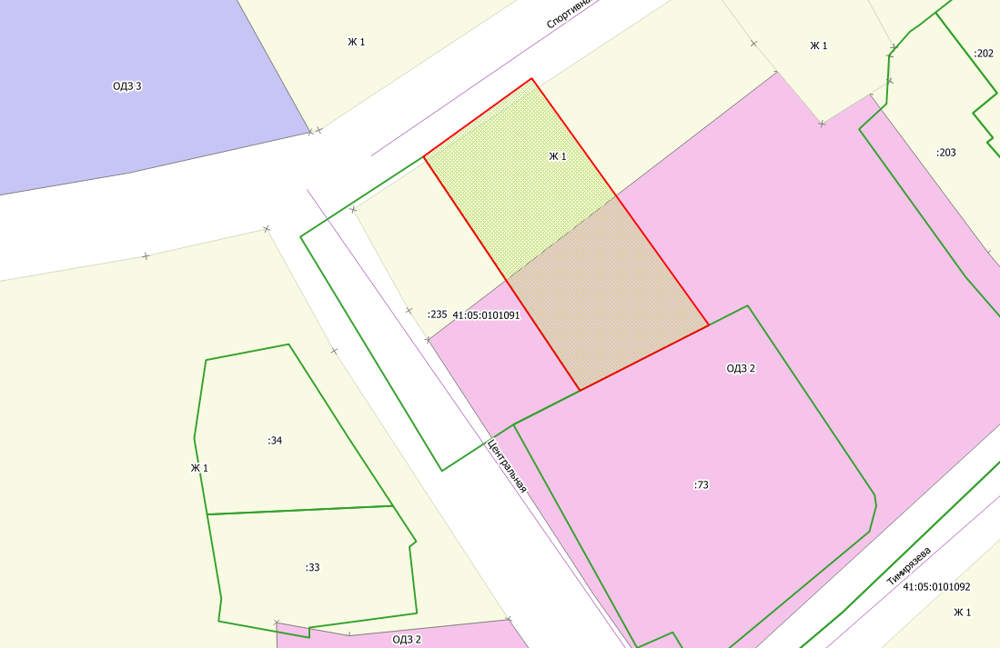 Спортивная
Ж 1
Ж 1
:202
ОДЗ 3
:203
Ж 1
:235
41:05:0101091
ОДЗ 2
:34
Ж 1
Центральная
:73
:33
Тимирязева
41:05:0101092
Ж 1
ОДЗ 2